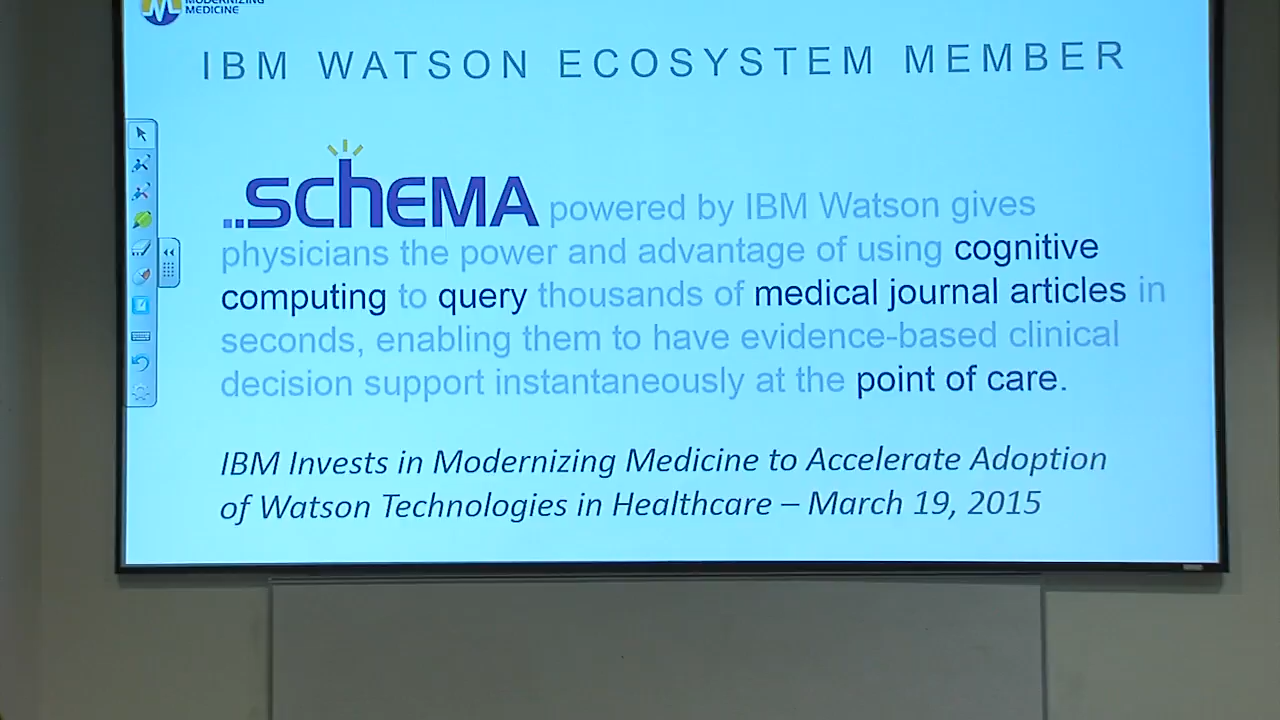 MODERNIZING
MEDICINE
IBM WATSON ECOSYSTEM MEMBER
..schEMA powered by IBM Watson gives
physicians the power and advantage of using cognitive
computing to query thousands of medical journal articles in
seconds, enabling them to have evidence-based clinical
decision support instantaneously at the point of care.
IBM Invests in Modernizing Medicine to Accelerate Adoption
of Watson Technologies in Healthcare – March 19, 2015